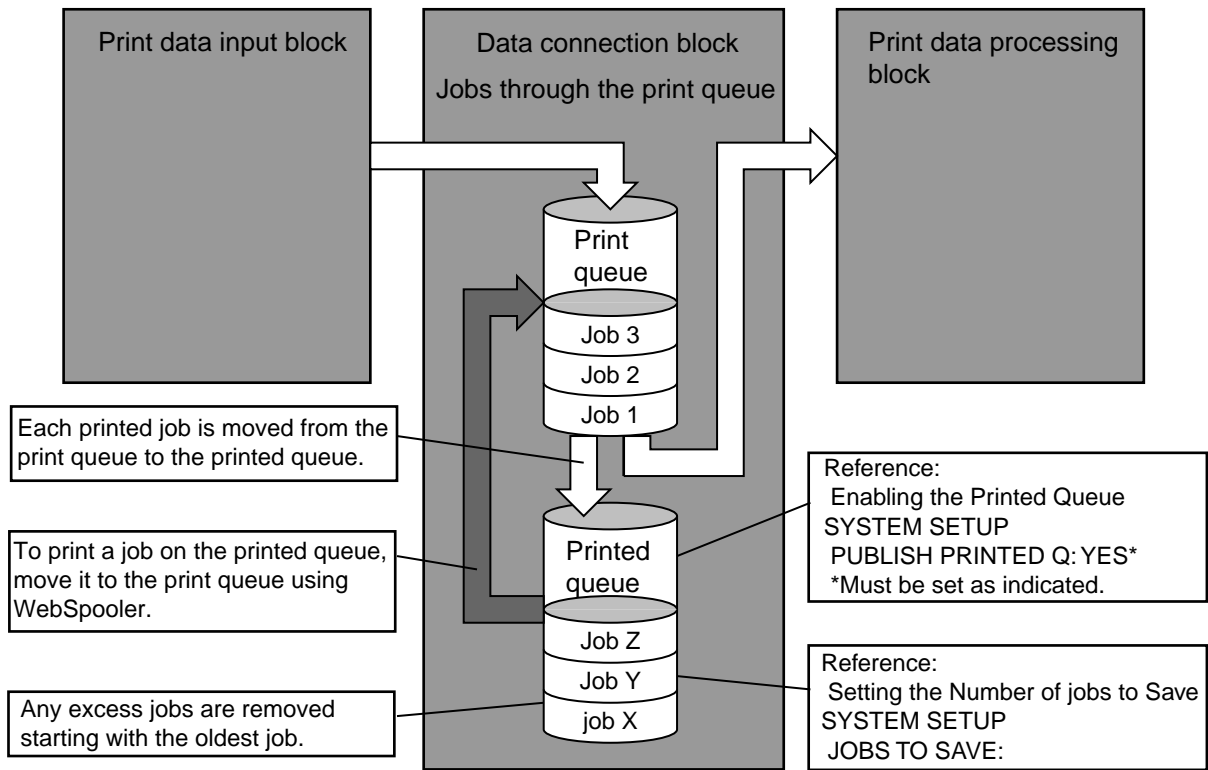 Print data input block
Data connection block
Jobs through the print queue
Print data processing
block
Print
queue
Job 3
Job 2
Job 1
Each printed job is moved from the
print queue to the printed queue.
To print a job on the printed queue,
move it to the print queue using
WebSpooler.
Any excess jobs are removed
starting with the oldest job.
Printed
queue
Job Z
Job Y
job X
Reference:
Enabling the Printed Queue
SYSTEM SETUP
PUBLISH PRINTED Q: YES*
*Must be set as indicated.
Reference:
Setting the Number of jobs to Save
SYSTEM SETUP
JOBS TO SAVE: